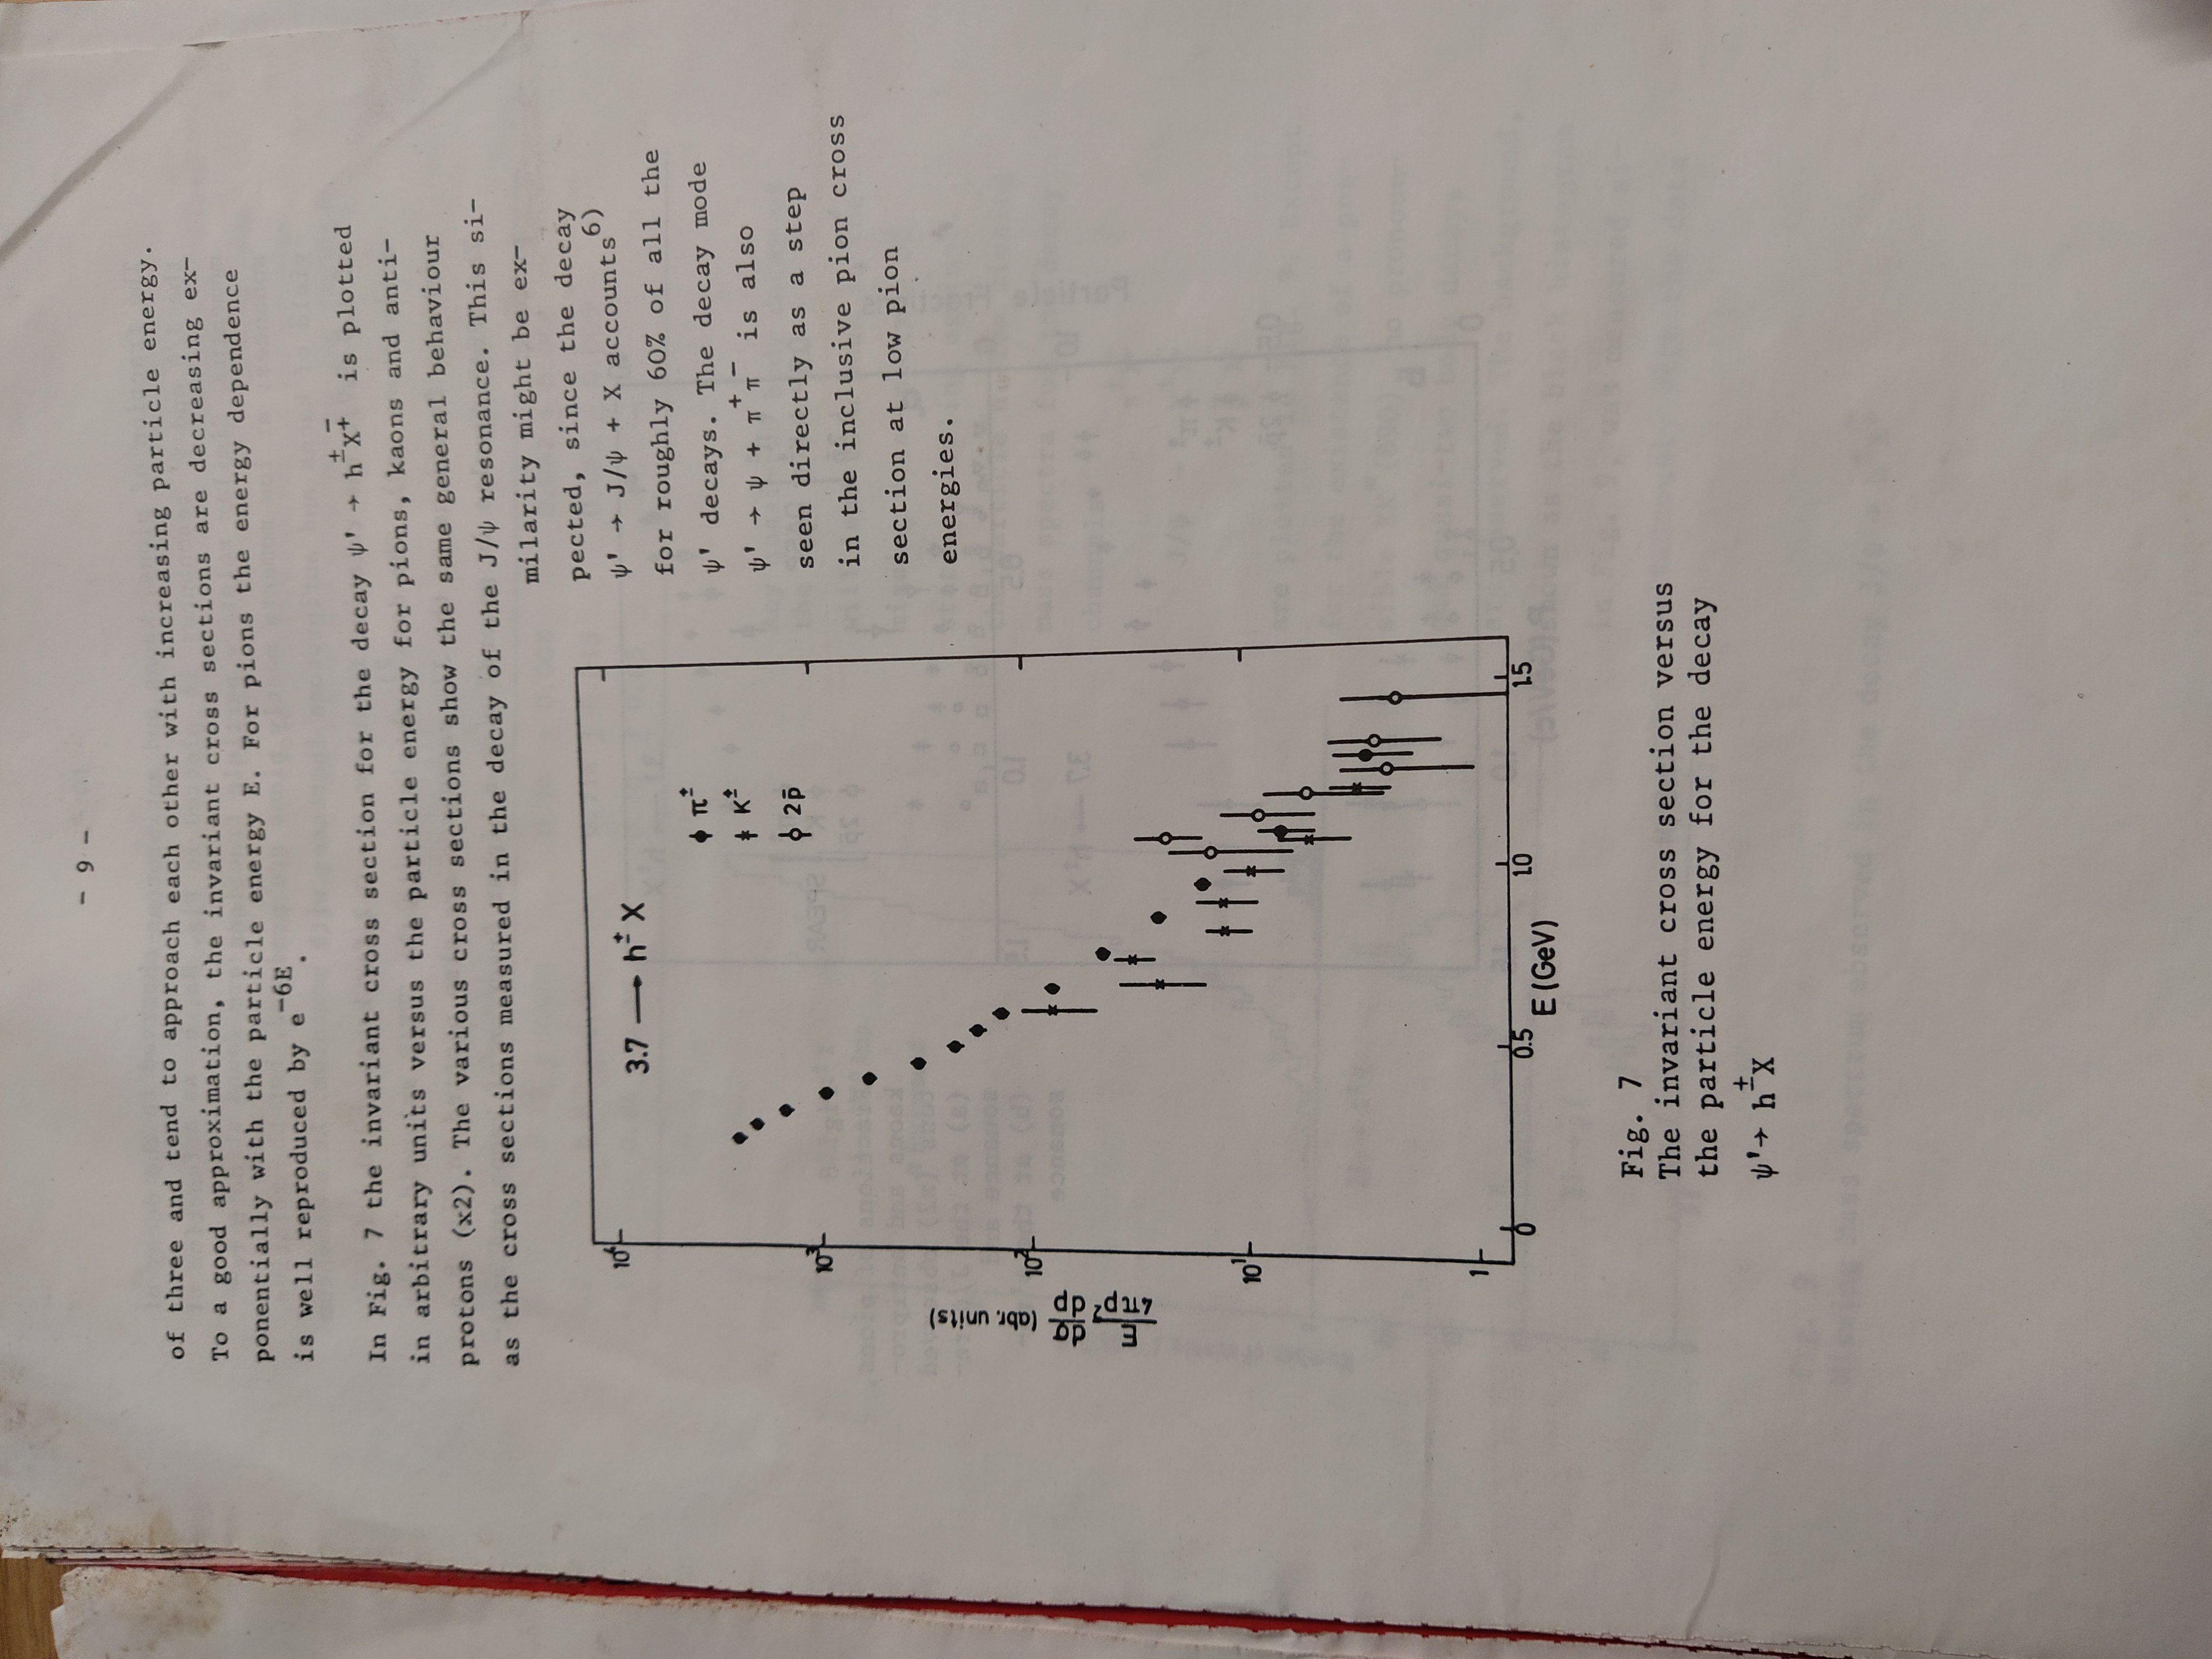 - 9 -
of three and tend to approach each other with increasing particle energy.
To a good approximation, the invariant cross sections are decreasing ex-
ponentially with the particle energy E. For pions the energy dependence
is well reproduced by e⁻⁶ᴱ.
In Fig. 7 the invariant cross section for the decay ψ' → h±X∓ is plotted
in arbitrary units versus the particle energy for pions, kaons and anti-
protons (x2). The various cross sections show the same general behaviour
as the cross sections measured in the decay of the J/ψ resonance. This si-
milarity might be ex-
pected, since the decay
ψ' → J/ψ + X accounts⁶⁾
for roughly 60% of all the
ψ' decays. The decay mode
ψ' → ψ + π⁺π⁻ is also
seen directly as a step
in the inclusive pion cross
section at low pion
energies.
3.7 → h± X
π±
K±
2p̄
10⁴
10³
10²
10¹
1
E/4πp² dσ/dp (abr. units)
0 0.5 1.0 1.5
E (GeV)
Fig. 7
The invariant cross section versus
the particle energy for the decay
ψ' → h±X